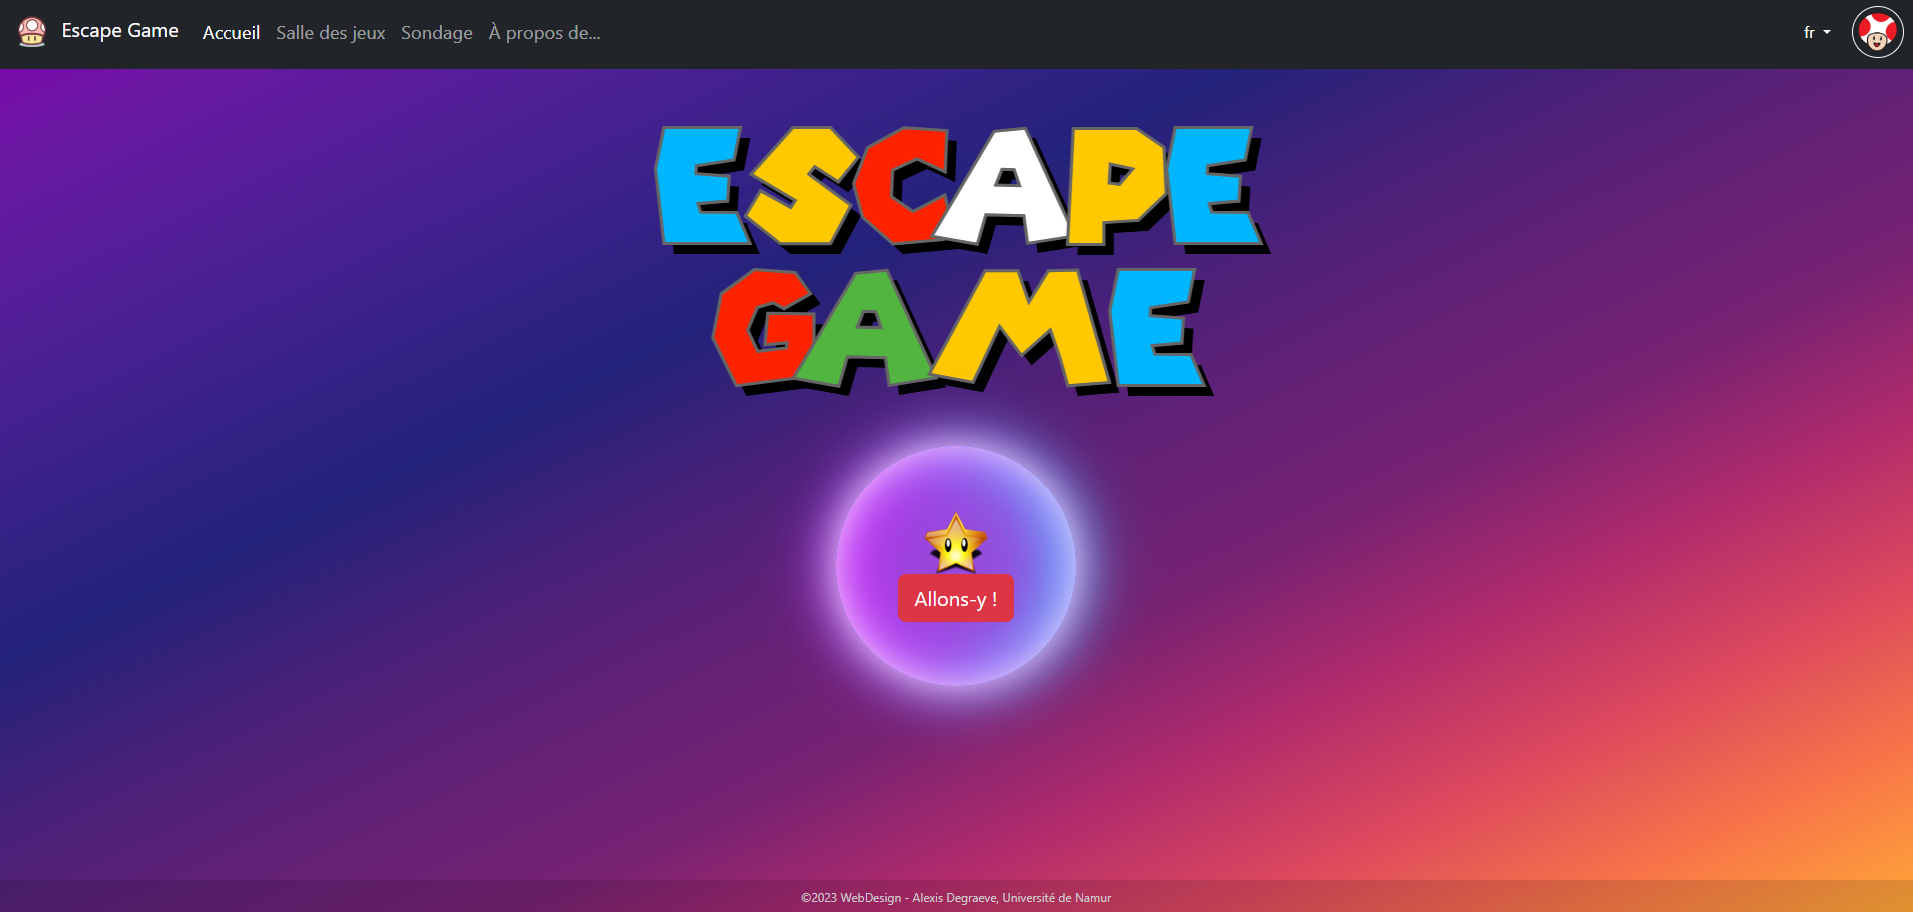 Escape Game Accueil Salle des jeux Sondage À propos de... fr
ESCAPE
GAME
Allons-y !
©2023 WebDesign - Alexis Degraeve, Université de Namur